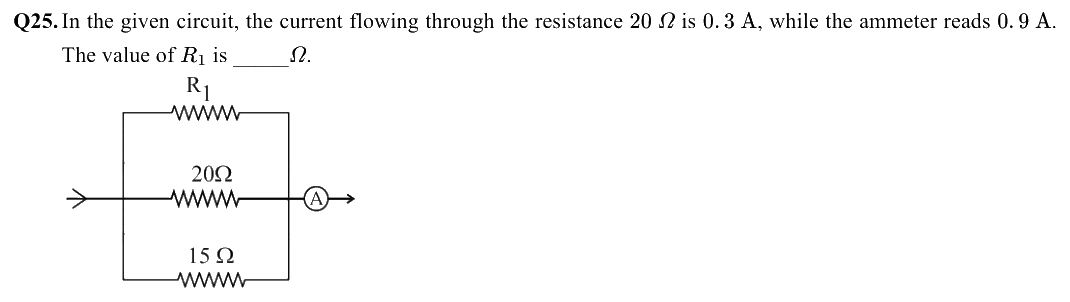 Q25. In the given circuit, the current flowing through the resistance 20 Ω is 0. 3 A, while the ammeter reads 0. 9 A.
The value of R₁ is _____ Ω.
R₁
20Ω
A
15 Ω